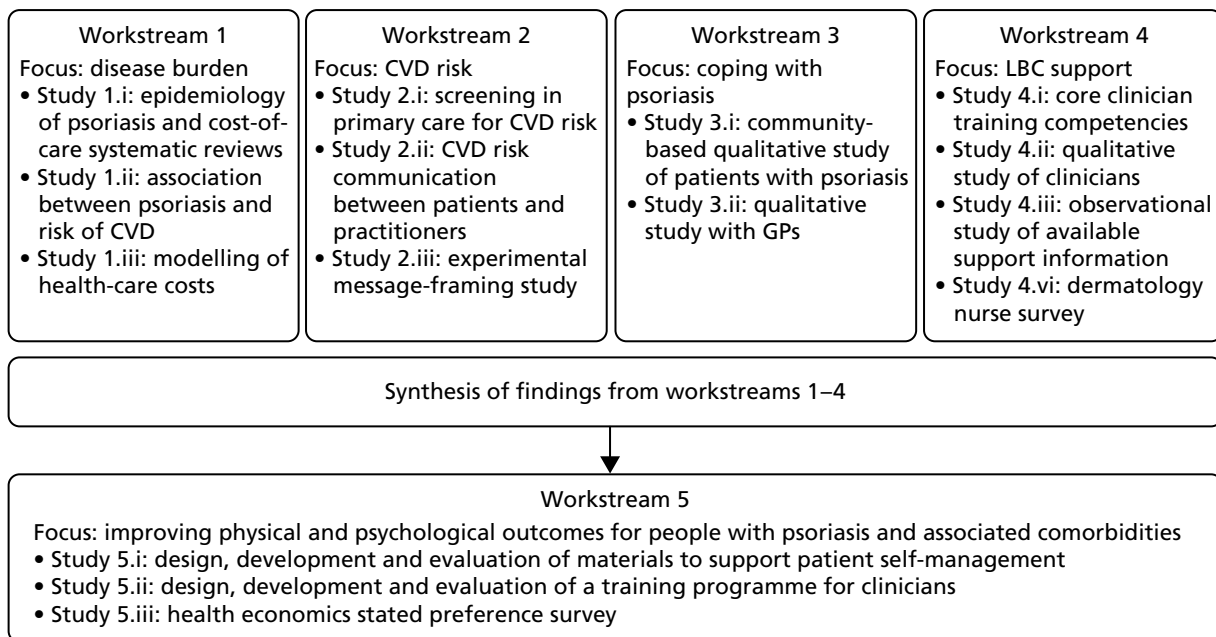 Workstream 1
Focus: disease burden
• Study 1.i: epidemiology
of psoriasis and cost-of-
care systematic reviews
• Study 1.ii: association
between psoriasis and
risk of CVD
• Study 1.iii: modelling of
health-care costs
Workstream 2
Focus: CVD risk
• Study 2.i: screening in
primary care for CVD risk
• Study 2.ii: CVD risk
communication
between patients and
practitioners
• Study 2.iii: experimental
message-framing study
Workstream 3
Focus: coping with
psoriasis
• Study 3.i: community-
based qualitative study
of patients with psoriasis
• Study 3.ii: qualitative
study with GPs
Workstream 4
Focus: LBC support
• Study 4.i: core clinician
training competencies
• Study 4.ii: qualitative
study of clinicians
• Study 4.iii: observational
study of available
support information
• Study 4.vi: dermatology
nurse survey
Synthesis of findings from workstreams 1–4
Workstream 5
Focus: improving physical and psychological outcomes for people with psoriasis and associated comorbidities
• Study 5.i: design, development and evaluation of materials to support patient self-management
• Study 5.ii: design, development and evaluation of a training programme for clinicians
• Study 5.iii: health economics stated preference survey